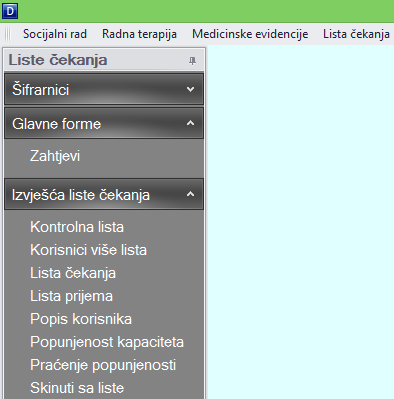 D
Socijalni rad Radna terapija Medicinske evidencije Lista čekanja
Liste čekanja
Šifrarnici
Glavne forme
Zahtjevi
Izvješća liste čekanja
Kontrolna lista
Korisnici više lista
Lista čekanja
Lista prijema
Popis korisnika
Popunjenost kapaciteta
Praćenje popunjenosti
Skinuti sa liste